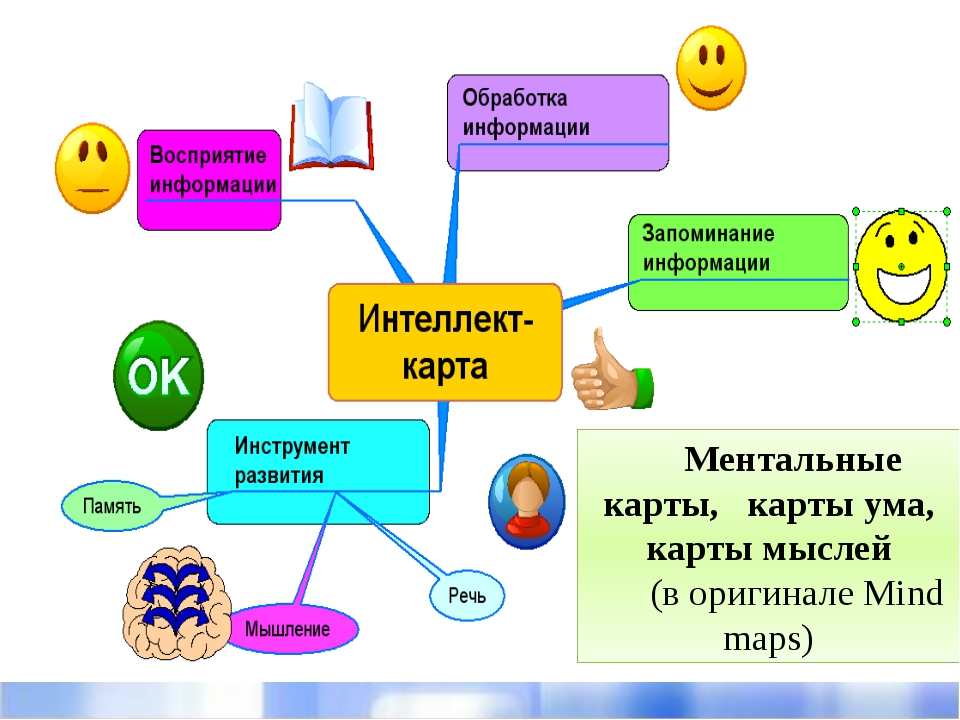 Обработка
информации
Восприятие
информации
Запоминание
информации
Интеллект-
карта
OK
Инструмент
развития
Память
Мышление
Речь
Ментальные
карты, карты ума,
карты мыслей
(в оригинале Mind
maps)